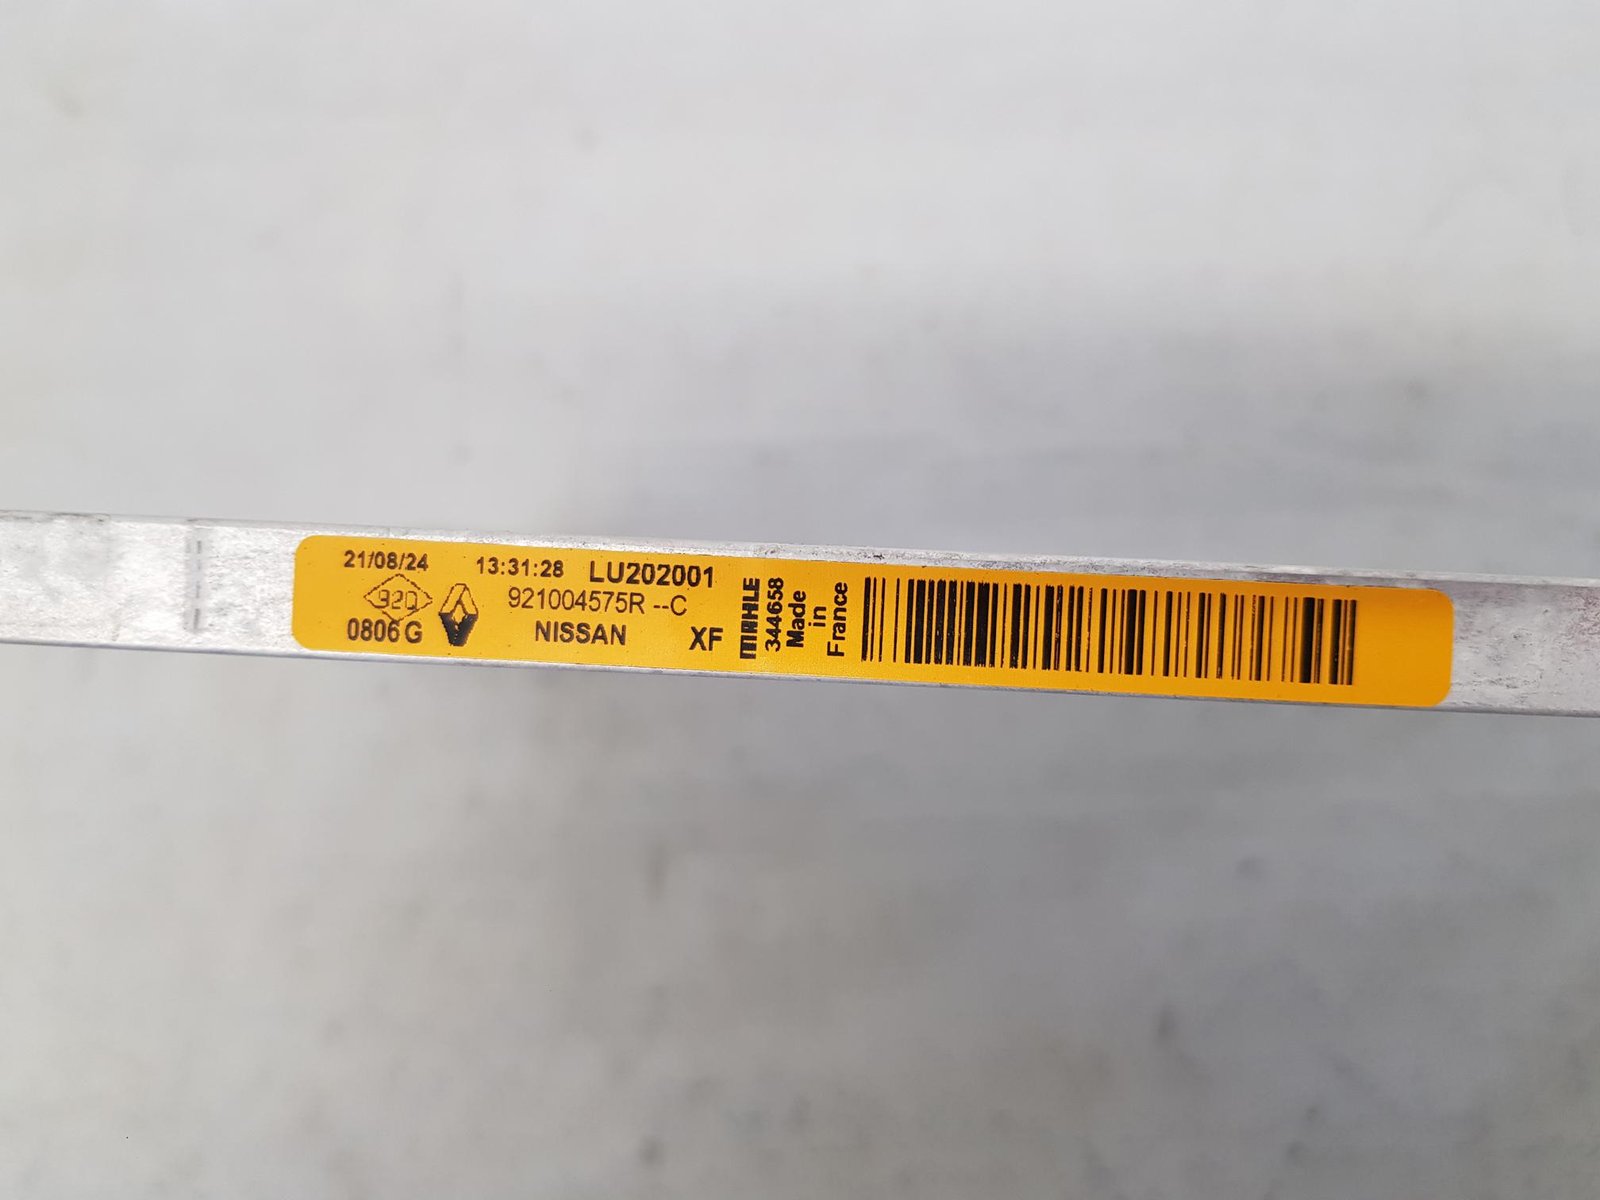 21/08/24 13:31:28 LU202001
920 921004575R --C
0806 G NISSAN XF
MAHLE
344658
Made
in
France